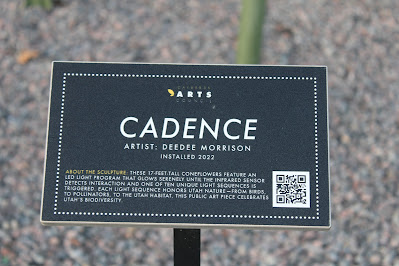 ARTS
COUNCIL
CADENCE
ARTIST: DEEDEE MORRISON
INSTALLED 2022
ABOUT THE SCULPTURE: THESE 17-FEET-TALL CONEFLOWERS FEATURE AN
LED LIGHT PROGRAM THAT GLOWS SERENELY UNTIL THE INFRARED SENSOR
DETECTS INTERACTION AND ONE OF TEN UNIQUE LIGHT SEQUENCES IS
TRIGGERED. EACH LIGHT SEQUENCE HONORS UTAH NATURE—FROM BIRDS,
TO POLLINATORS, TO THE UTAH HABITAT, THIS PUBLIC ART PIECE CELEBRATES
UTAH'S BIODIVERSITY.